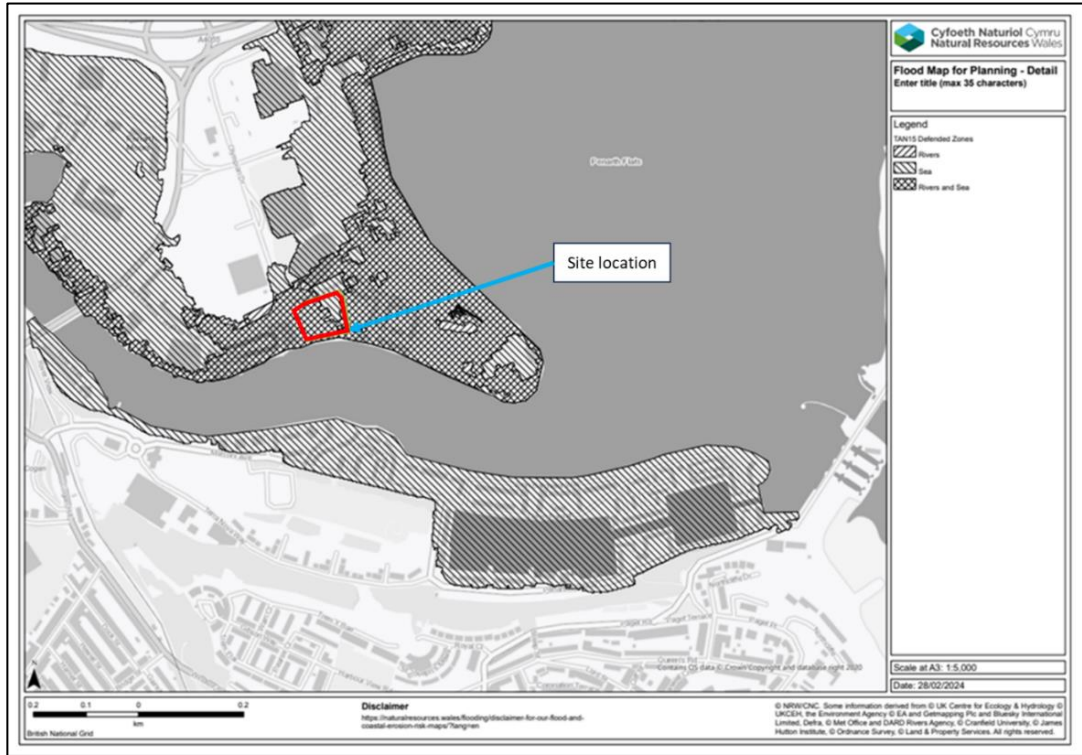 Cyfoeth Naturiol Cymru
Natural Resources Wales
Flood Map for Planning - Detail
Enter title (max 35 characters)
Legend
TAN15 Defended Zones
Rivers
Sea
Rivers and Sea
Penarth Flats
Site location
Cogan
Royal Cl
Paget Terrace
Contains OS data © Crown Copyright and database right 2020
Scale at A3: 1:5,000
Date: 28/02/2024
0.2 0.1 0 0.2
km
British National Grid
Disclaimer
https://naturalresources.wales/flooding/disclaimer-for-our-flood-and-
coastal-erosion-risk-maps/?lang=en
© NRW/CNC. Some information derived from © UK Centre for Ecology & Hydrology ©
UKCEH, the Environment Agency © EA and Getmapping Plc and Bluesky International
Limited, Defra, © Met Office and DARD Rivers Agency, © Cranfield University, © James
Hutton Institute, © Ordnance Survey, © Land & Property Services. All rights reserved.